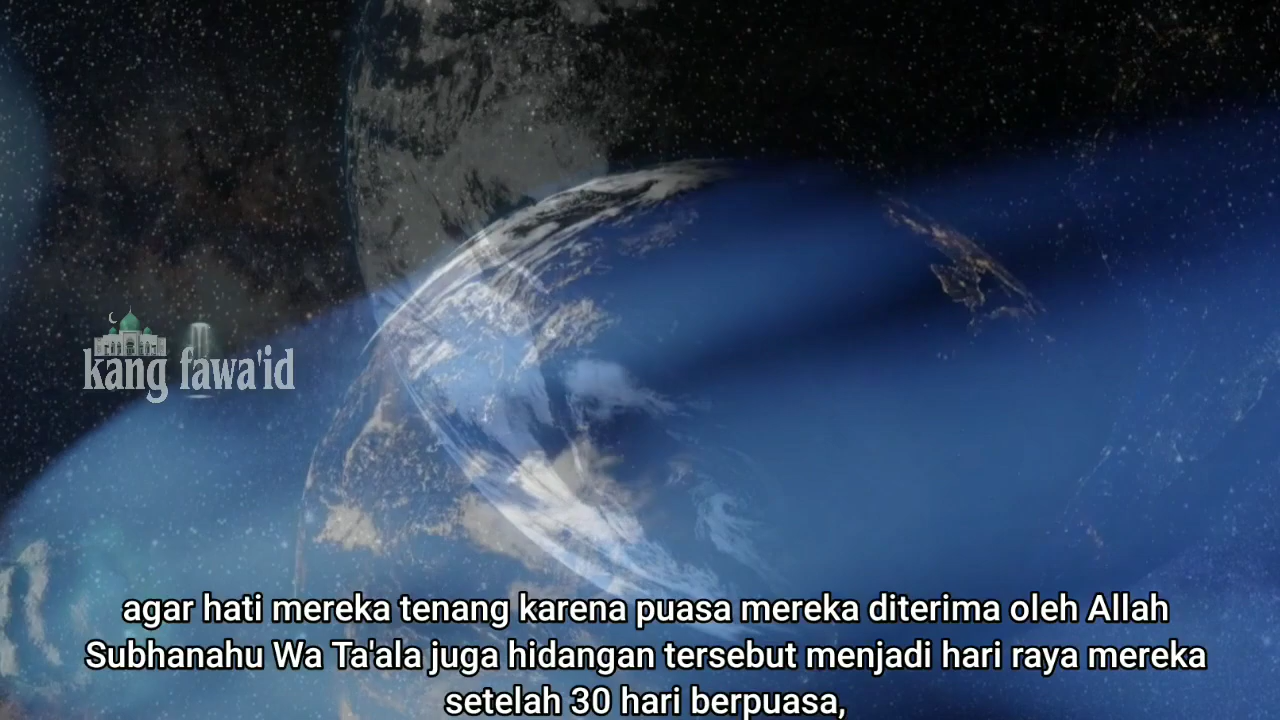 kang fawa'id
agar hati mereka tenang karena puasa mereka diterima oleh Allah
Subhanahu Wa Ta'ala juga hidangan tersebut menjadi hari raya mereka
setelah 30 hari berpuasa,